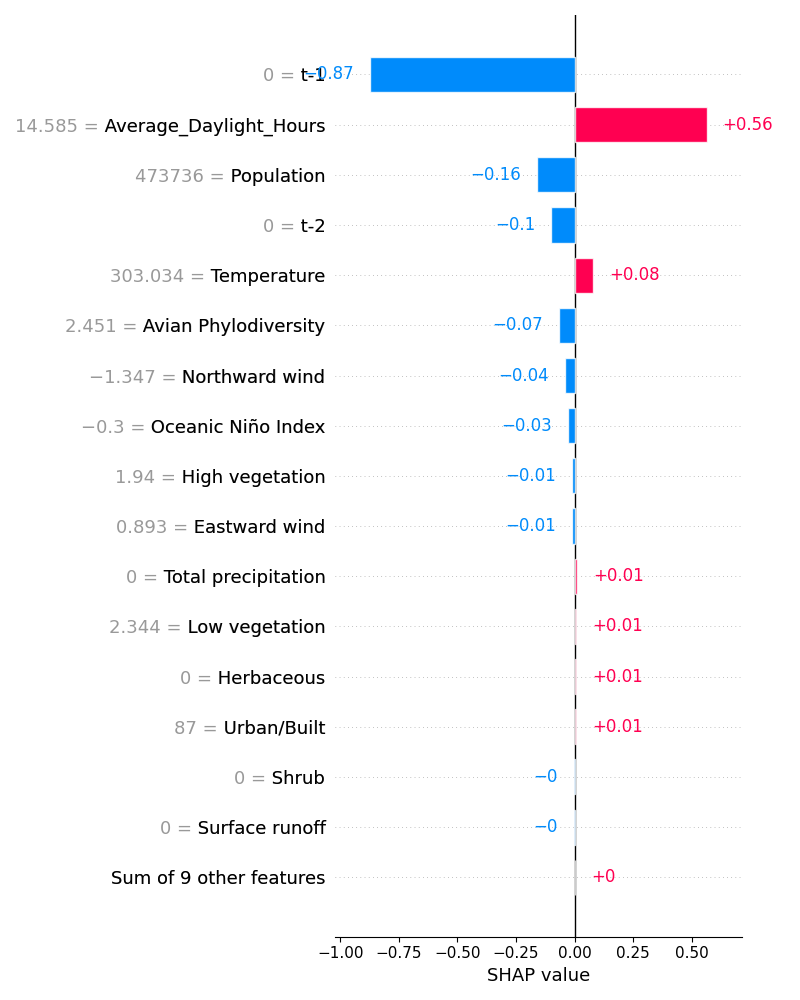 0 = t-1 −0.87
14.585 = Average_Daylight_Hours +0.56
473736 = Population −0.16
0 = t-2 −0.1
303.034 = Temperature +0.08
2.451 = Avian Phylodiversity −0.07
−1.347 = Northward wind −0.04
−0.3 = Oceanic Niño Index −0.03
1.94 = High vegetation −0.01
0.893 = Eastward wind −0.01
0 = Total precipitation +0.01
2.344 = Low vegetation +0.01
0 = Herbaceous +0.01
87 = Urban/Built +0.01
0 = Shrub −0
0 = Surface runoff −0
Sum of 9 other features +0
−1.00 −0.75 −0.50 −0.25 0.00 0.25 0.50
SHAP value